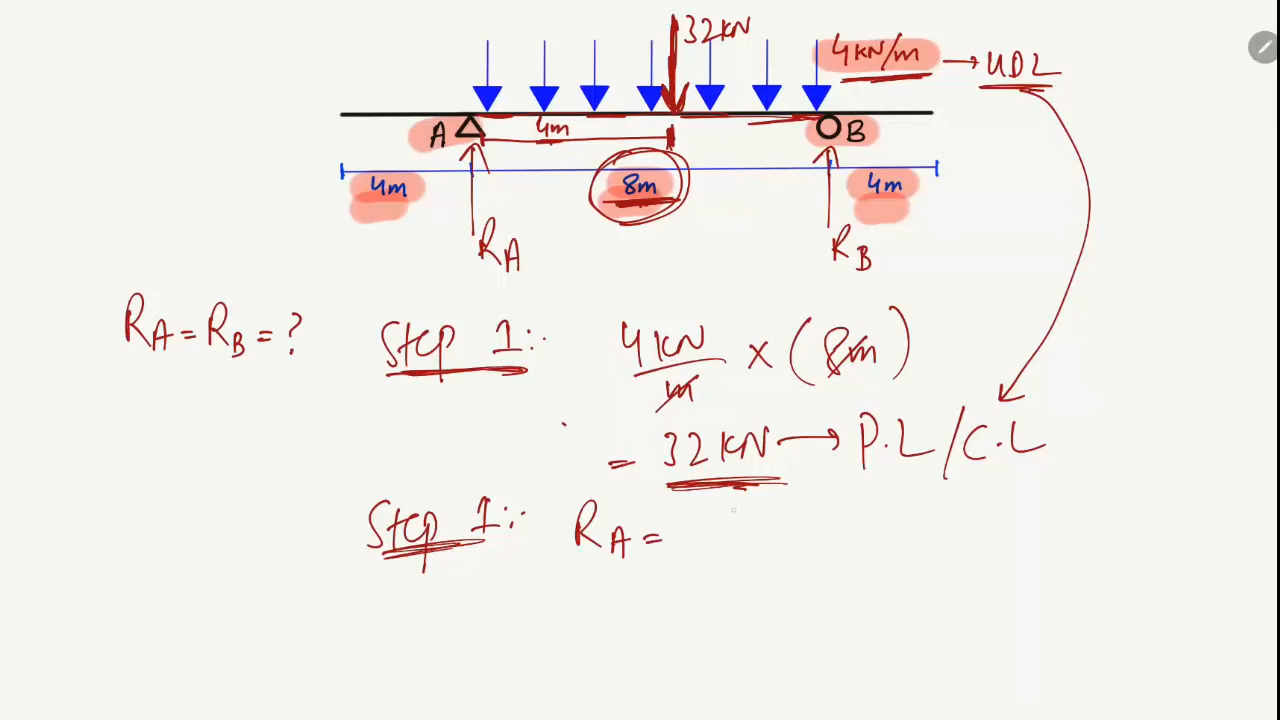 32KN
4KN/m → UDL
A 4m B
4m 8m 4m
RA RB
RA = RB = ? Step 1:- 4KN/m × (8m)
= 32KN → P.L/C.L
Step 1:- RA =